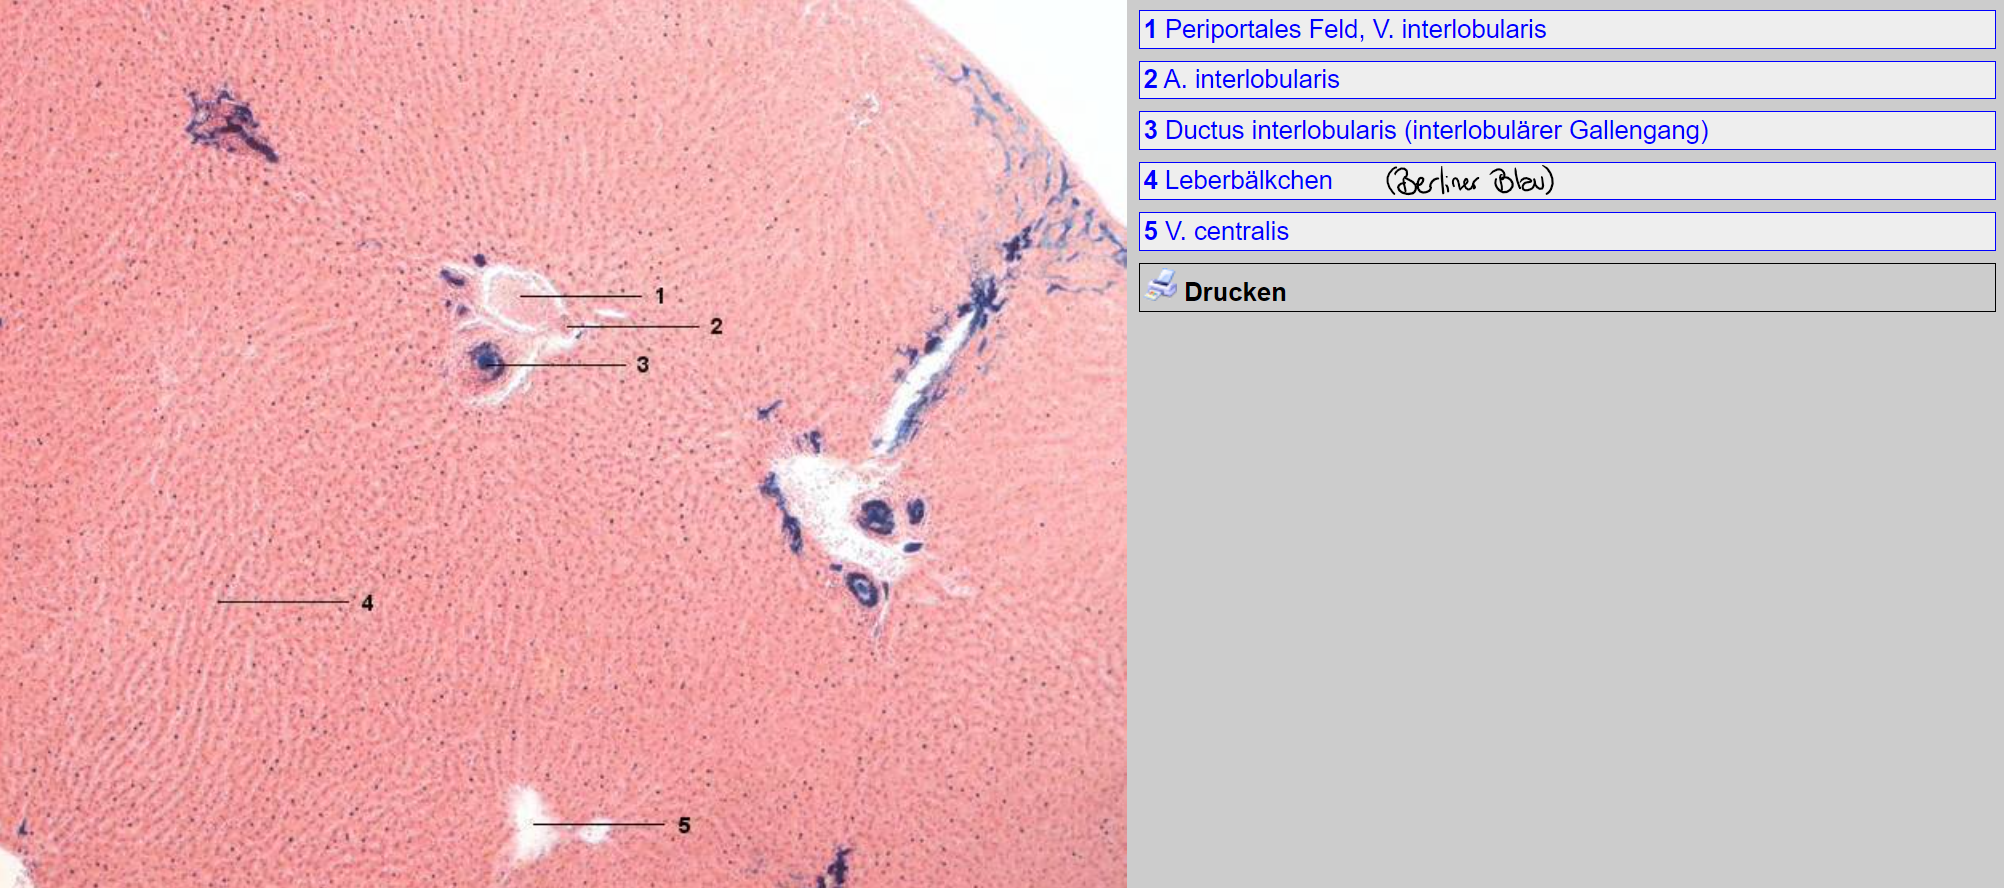 1 Periportales Feld, V. interlobularis
2 A. interlobularis
3 Ductus interlobularis (interlobulärer Gallengang)
4 Leberbälkchen (Berliner Blau)
5 V. centralis
Drucken
1
2
3
4
5